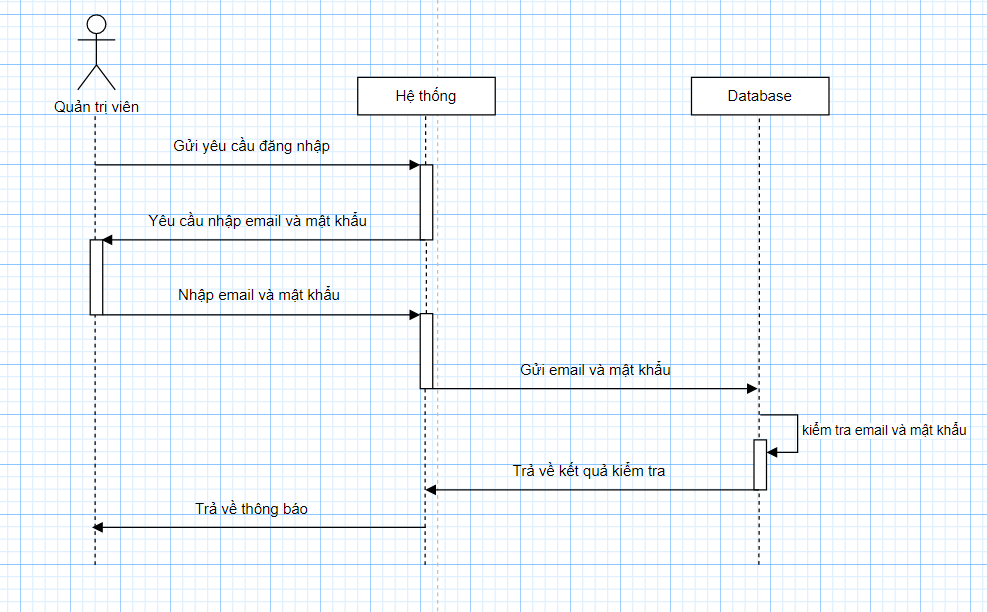 Quản trị viên
Hệ thống
Database
Gửi yêu cầu đăng nhập
Yêu cầu nhập email và mật khẩu
Nhập email và mật khẩu
Gửi email và mật khẩu
kiểm tra email và mật khẩu
Trả về kết quả kiểm tra
Trả về thông báo